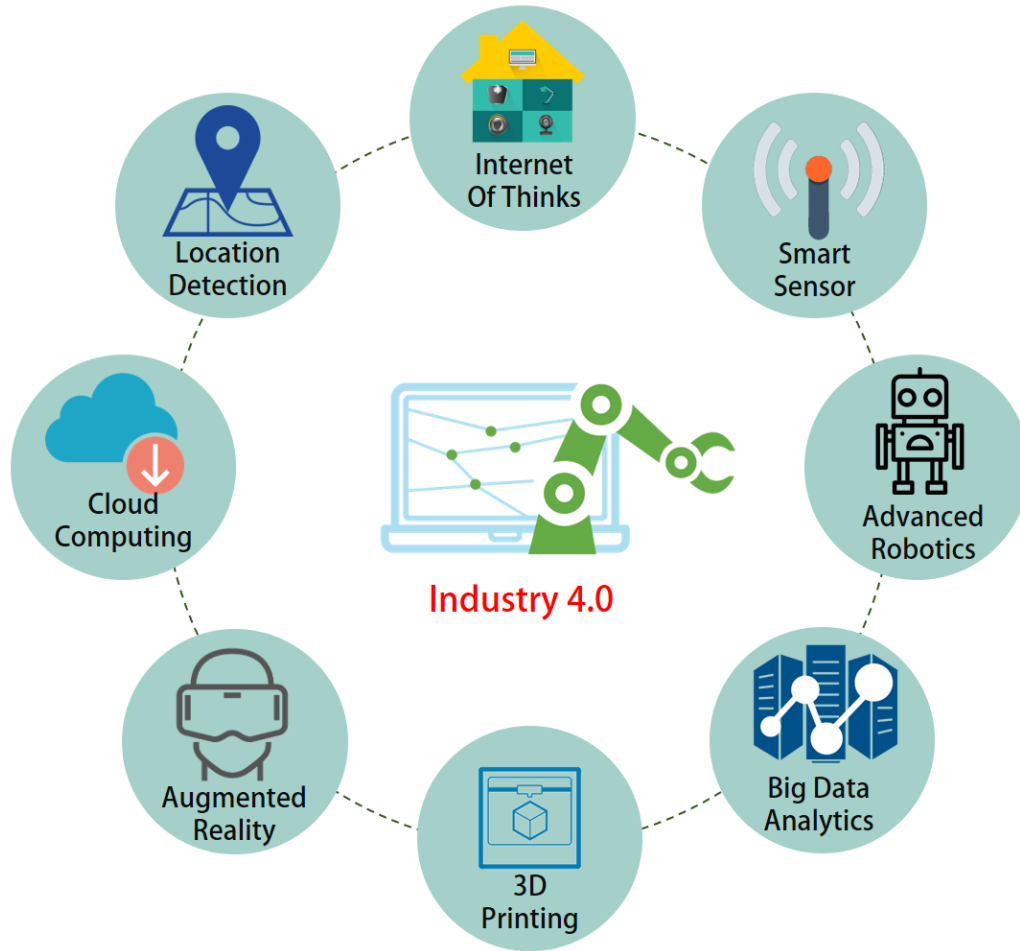 Internet
Of Thinks
Location
Detection
Smart
Sensor
Cloud
Computing
Advanced
Robotics
Industry 4.0
Augmented
Reality
Big Data
Analytics
3D
Printing